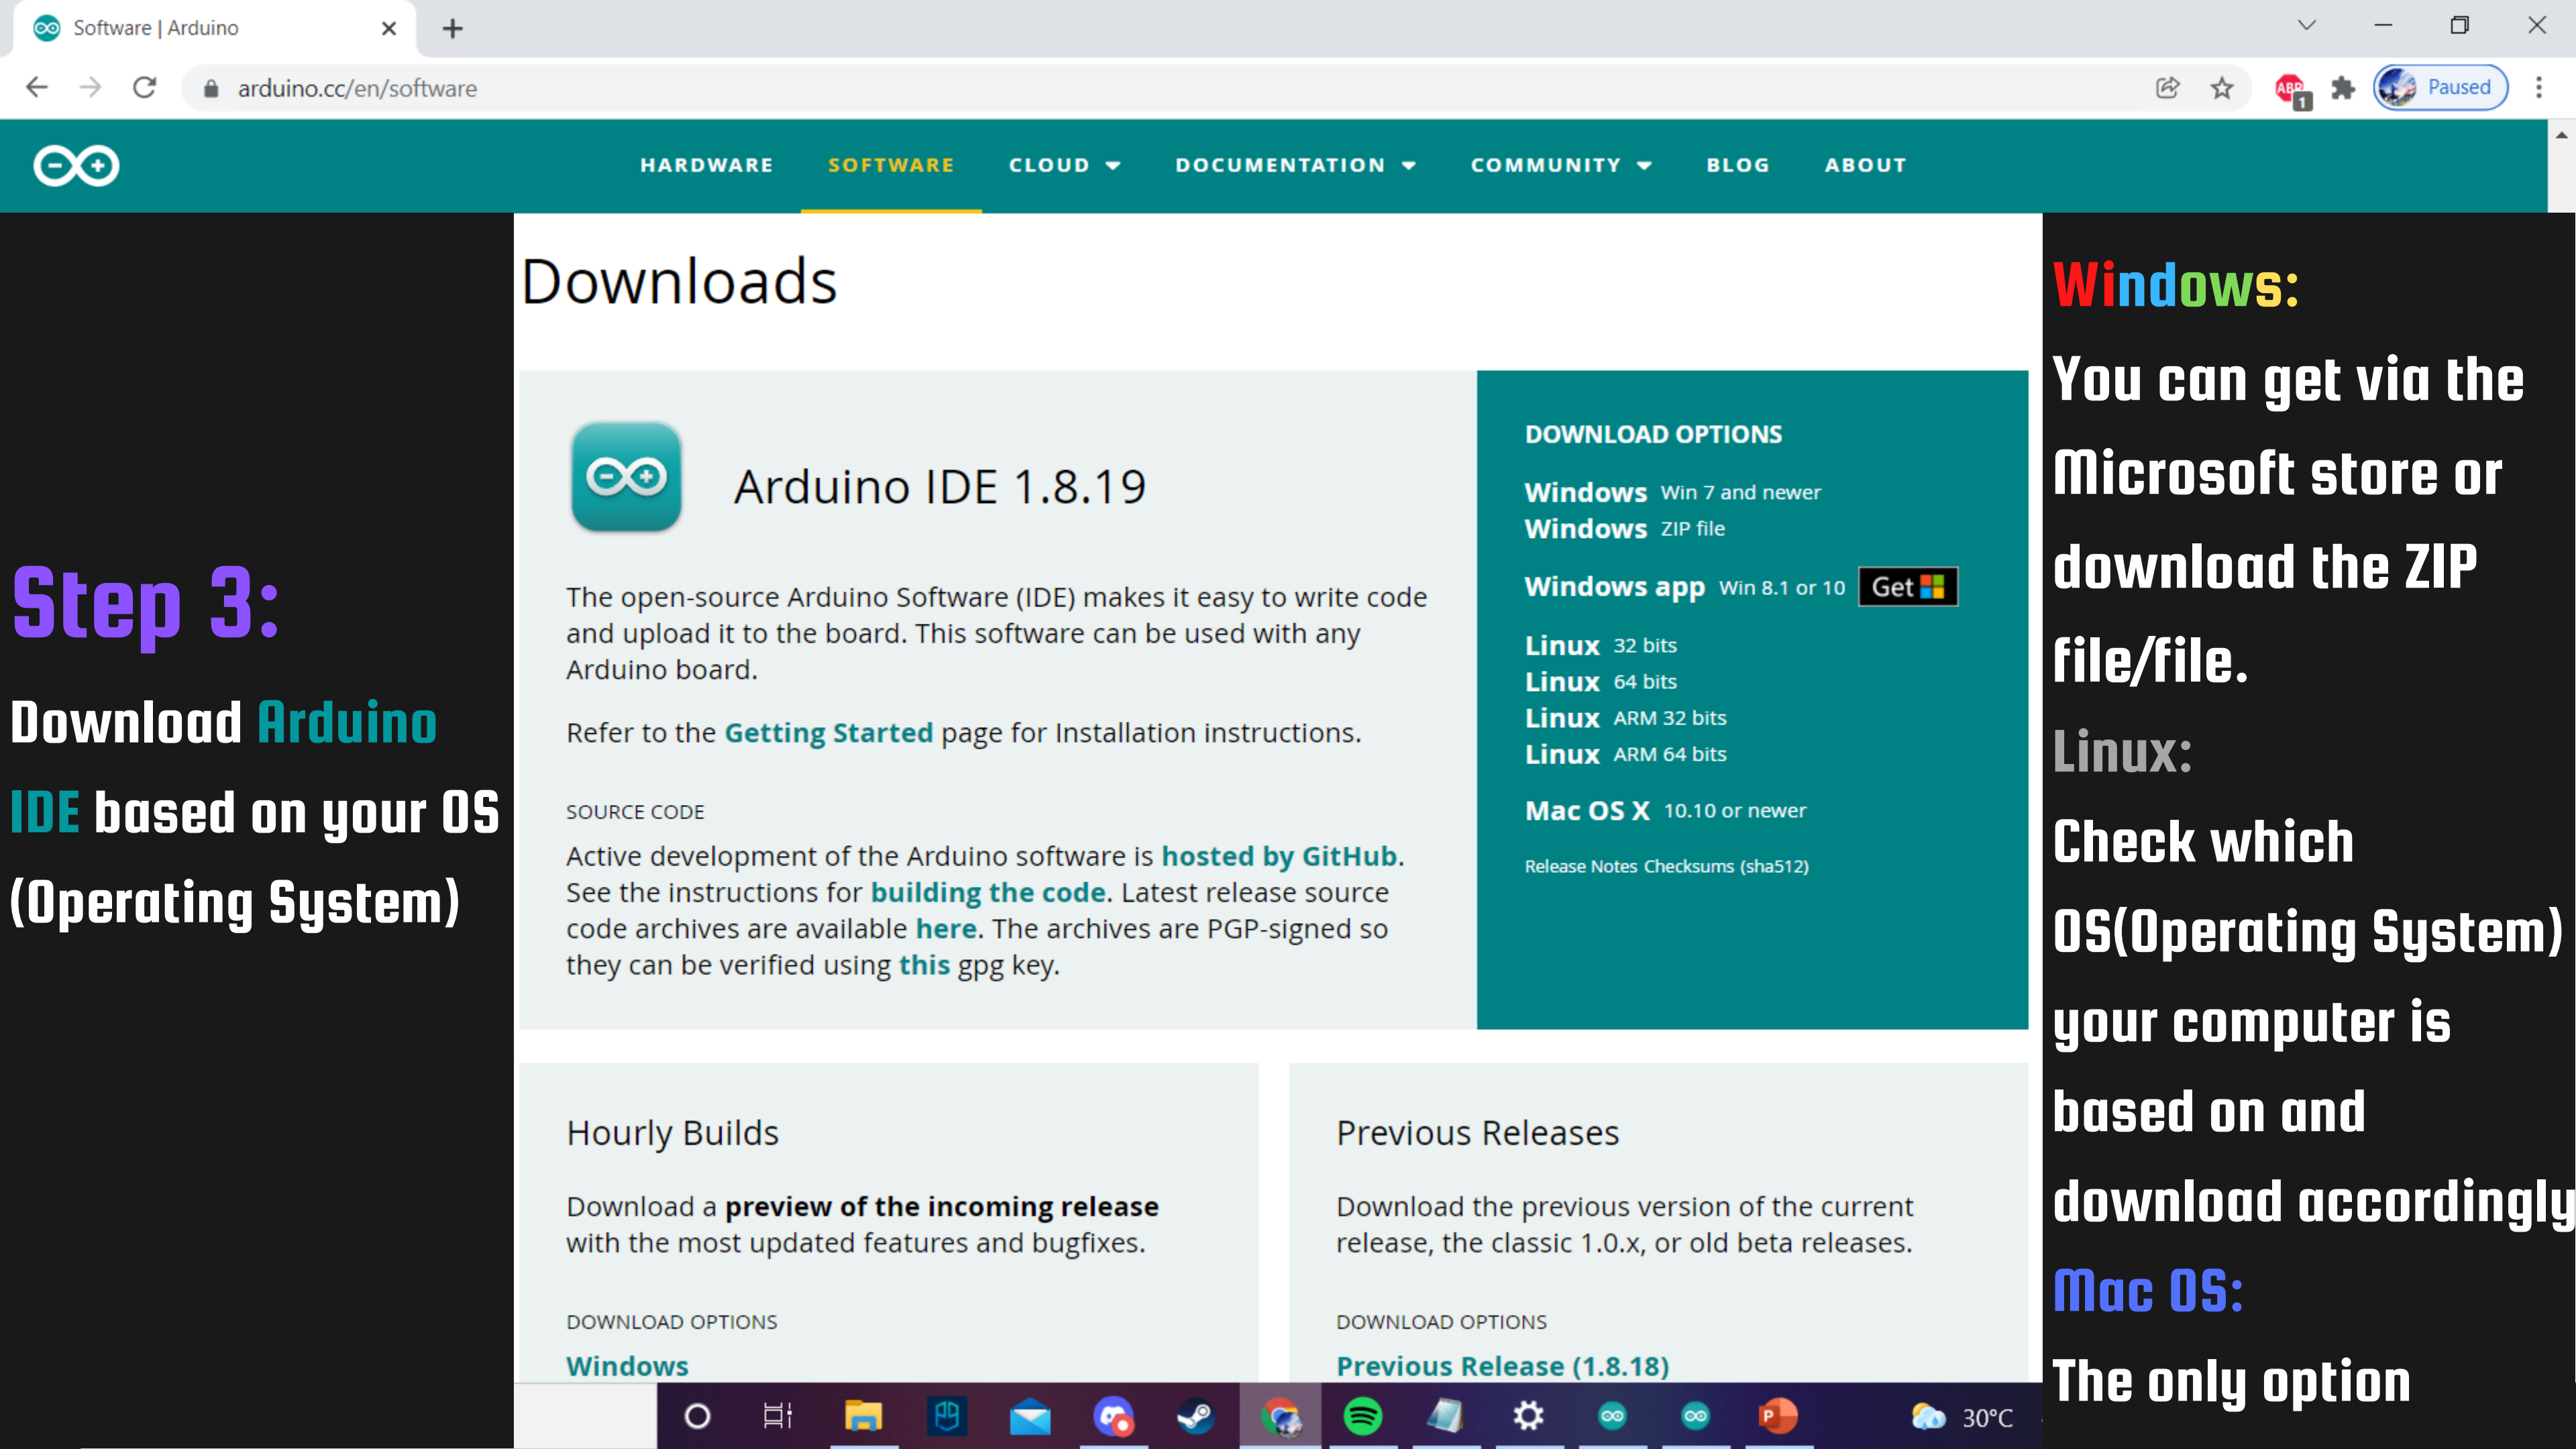 Software | Arduino
arduino.cc/en/software
ABP
1
Paused
HARDWARE SOFTWARE CLOUD DOCUMENTATION COMMUNITY BLOG ABOUT
Step 3:
Download Arduino
IDE based on your OS
(Operating System)
Downloads
Arduino IDE 1.8.19
The open-source Arduino Software (IDE) makes it easy to write code
and upload it to the board. This software can be used with any
Arduino board.
Refer to the Getting Started page for Installation instructions.
SOURCE CODE
Active development of the Arduino software is hosted by GitHub.
See the instructions for building the code. Latest release source
code archives are available here. The archives are PGP-signed so
they can be verified using this gpg key.
DOWNLOAD OPTIONS
Windows Win 7 and newer
Windows ZIP file
Windows app Win 8.1 or 10 Get
Linux 32 bits
Linux 64 bits
Linux ARM 32 bits
Linux ARM 64 bits
Mac OS X 10.10 or newer
Release Notes Checksums (sha512)
Hourly Builds
Download a preview of the incoming release
with the most updated features and bugfixes.
DOWNLOAD OPTIONS
Windows
Previous Releases
Download the previous version of the current
release, the classic 1.0.x, or old beta releases.
DOWNLOAD OPTIONS
Previous Release (1.8.18)
Windows:
You can get via the
Microsoft store or
download the ZIP
file/file.
Linux:
Check which
OS(Operating System)
your computer is
based on and
download accordingly
Mac OS:
The only option
P
30°C